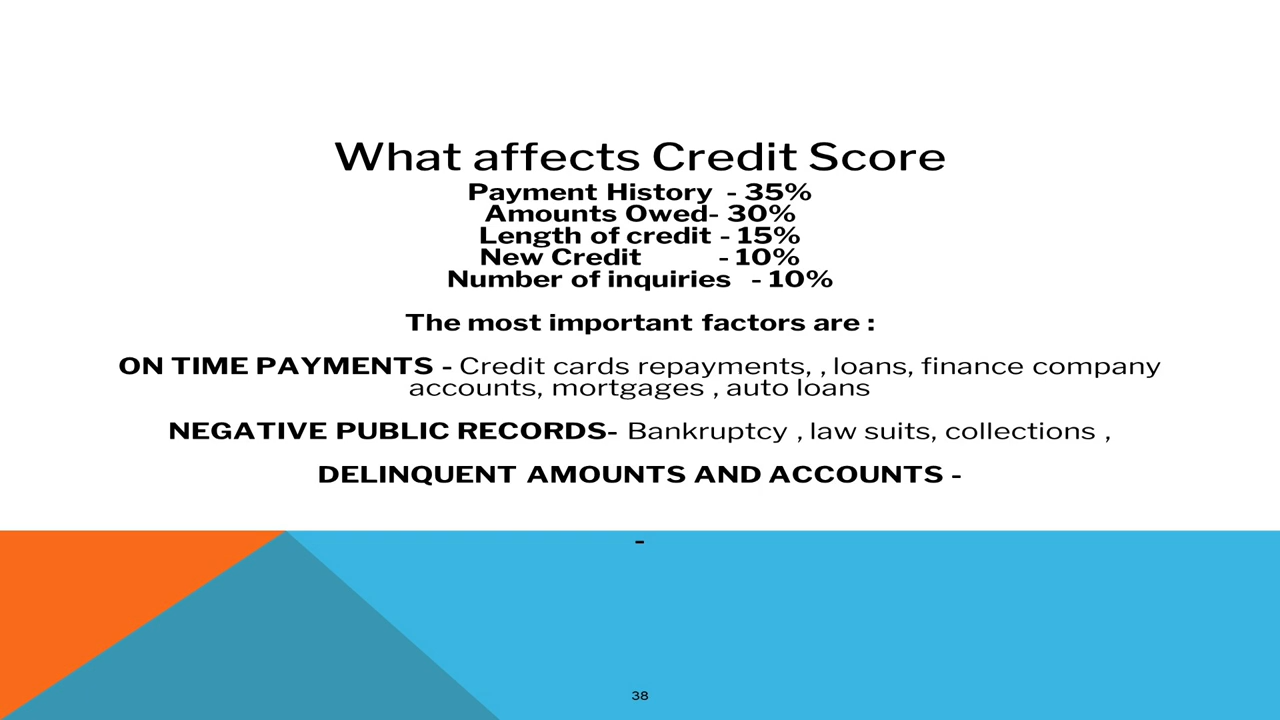 What affects Credit Score
Payment History - 35%
Amounts Owed- 30%
Length of credit - 15%
New Credit - 10%
Number of inquiries - 10%
The most important factors are :
ON TIME PAYMENTS - Credit cards repayments, , loans, finance company
accounts, mortgages , auto loans
NEGATIVE PUBLIC RECORDS- Bankruptcy , law suits, collections ,
DELINQUENT AMOUNTS AND ACCOUNTS -
-
38